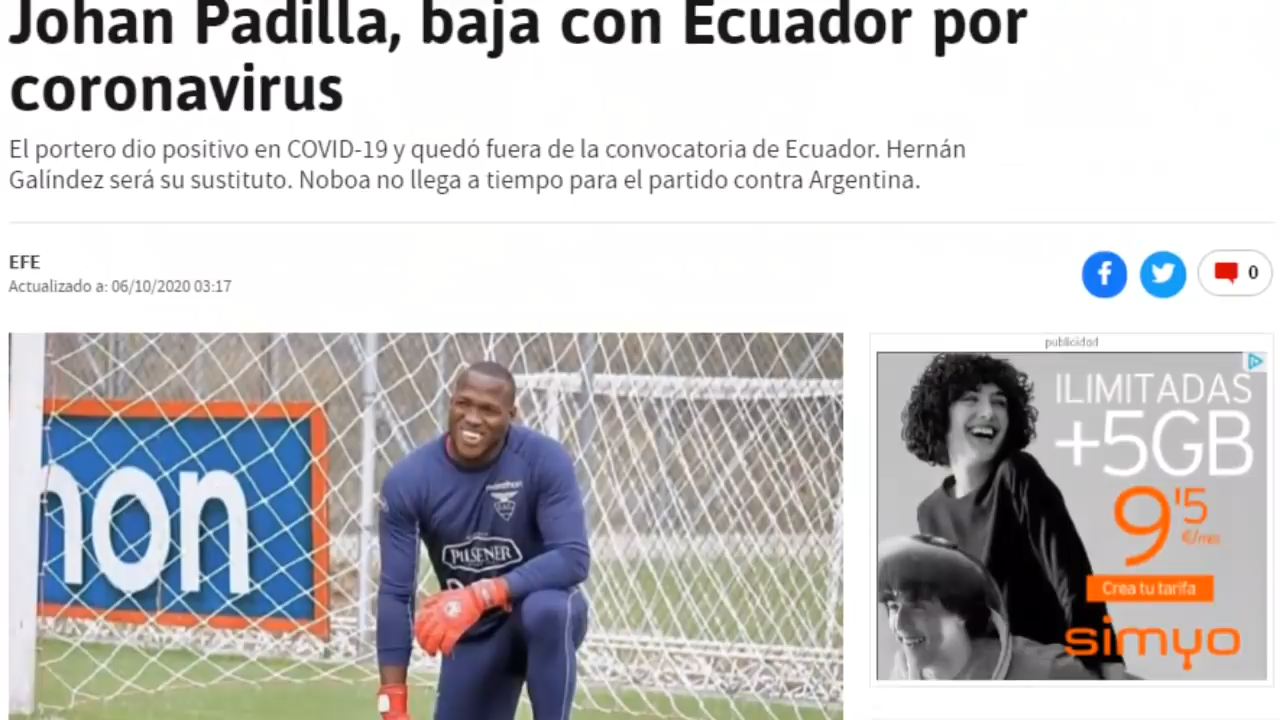 Johan Padilla, baja con Ecuador por
coronavirus
El portero dio positivo en COVID-19 y quedó fuera de la convocatoria de Ecuador. Hernán
Galíndez será su sustituto. Noboa no llega a tiempo para el partido contra Argentina.
EFE
Actualizado a: 06/10/2020 03:17
0
publicidad
non
marathon
PILSENER
ILIMITADAS
+5GB
9'5
€/mes
Crea tu tarifa
simyo